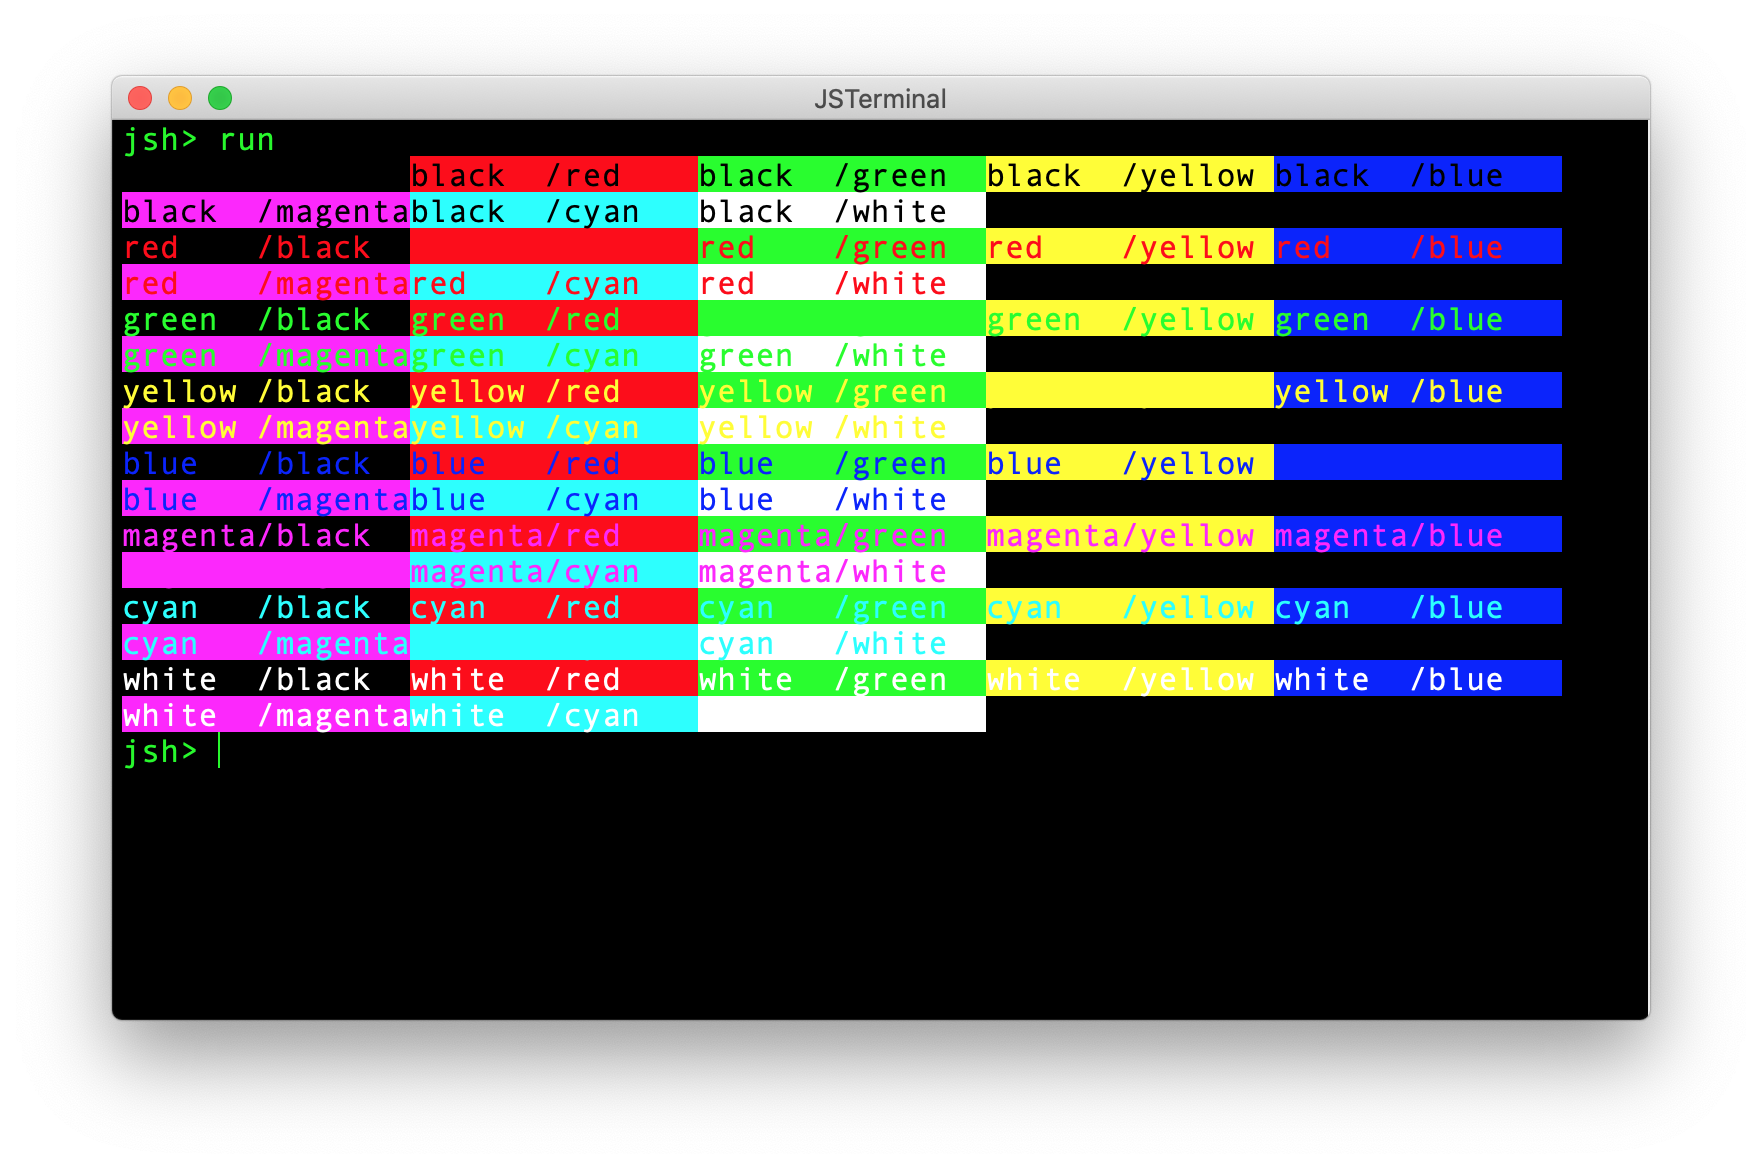 JSTerminal
jsh> run
black  /red black  /green black  /yellow black  /blue
black  /magenta black  /cyan black  /white
red    /black red    /green red    /yellow red    /blue
red    /magenta red    /cyan red    /white
green  /black green  /red green  /yellow green  /blue
green  /magenta green  /cyan green  /white
yellow /black yellow /red yellow /green yellow /blue
yellow /magenta yellow /cyan yellow /white
blue   /black blue   /red blue   /green blue   /yellow
blue   /magenta blue   /cyan blue   /white
magenta/black magenta/red magenta/green magenta/yellow magenta/blue
magenta/cyan magenta/white
cyan   /black cyan   /red cyan   /green cyan   /yellow cyan   /blue
cyan   /magenta cyan   /white
white  /black white  /red white  /green white  /yellow white  /blue
white  /magenta white  /cyan
jsh>